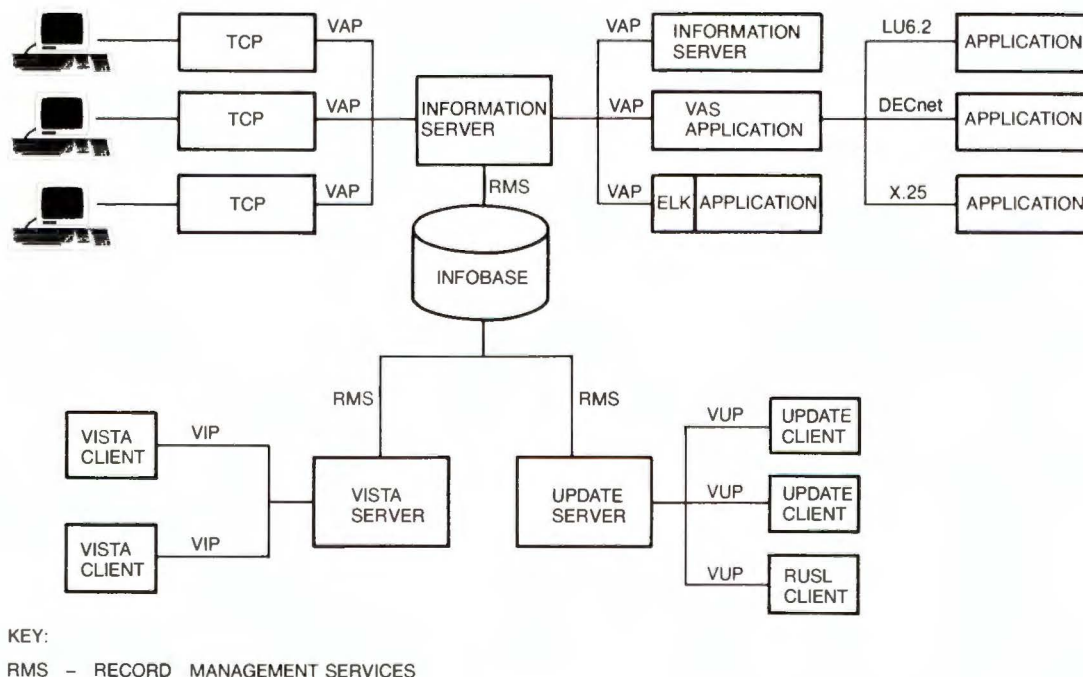 TCP
VAP
TCP
VAP
TCP
VAP
INFORMATION
SERVER
RMS
INFOBASE
VAP
INFORMATION
SERVER
VAP
VAS
APPLICATION
VAP
ELK APPLICATION
LU6.2
APPLICATION
DECnet
APPLICATION
X.25
APPLICATION
RMS
RMS
VISTA
CLIENT
VIP
VISTA
CLIENT
VIP
VISTA
SERVER
UPDATE
SERVER
VUP
UPDATE
CLIENT
VUP
UPDATE
CLIENT
VUP
RUSL
CLIENT
KEY:
RMS – RECORD MANAGEMENT SERVICES